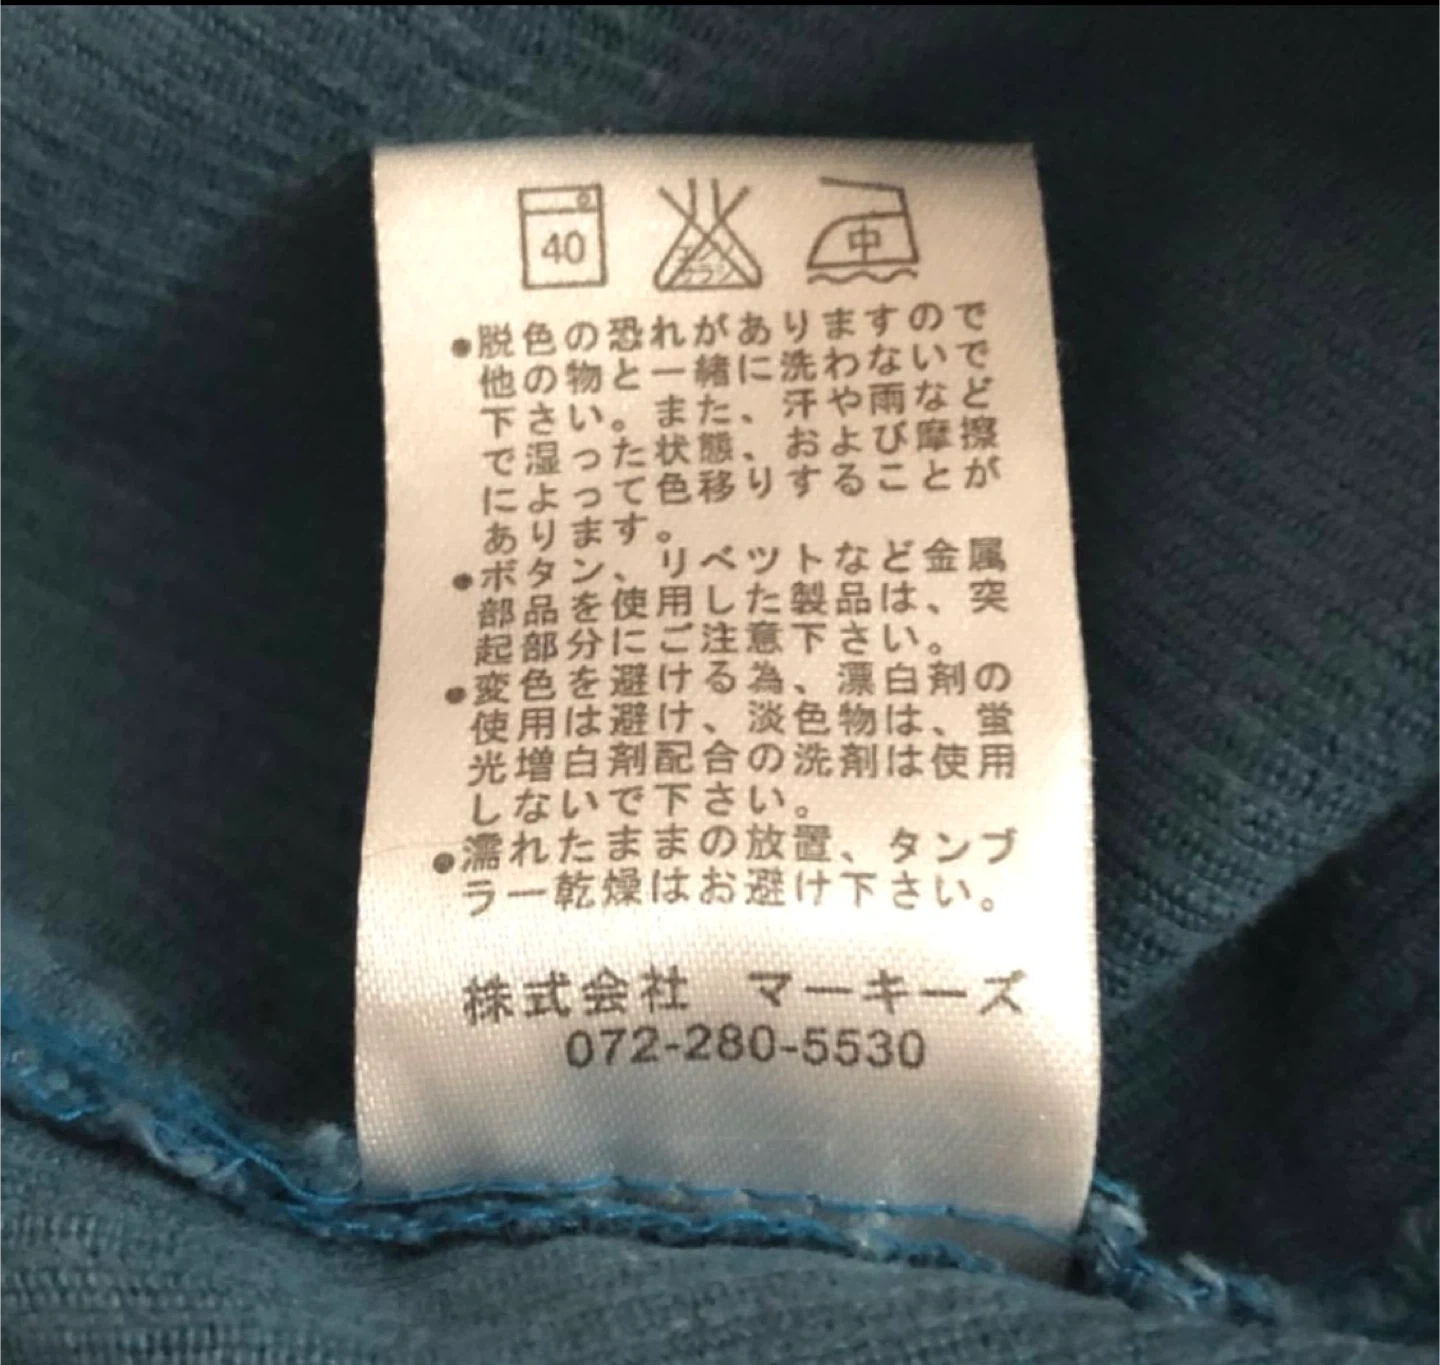 40
エンソ
サラシ
中
●脱色の恐れがありますので
他の物と一緒に洗わないで
下さい。また、汗や雨など
で湿った状態、および摩擦
によって色移りすることが
あります。
●ボタン、リベットなど金属
部品を使用した製品は、突
起部分にご注意下さい。
●変色を避ける為、漂白剤の
使用は避け、淡色物は、蛍
光増白剤配合の洗剤は使用
しないで下さい。
●濡れたままの放置、タンブ
ラー乾燥はお避け下さい。
株式会社 マーキーズ
072-280-5530